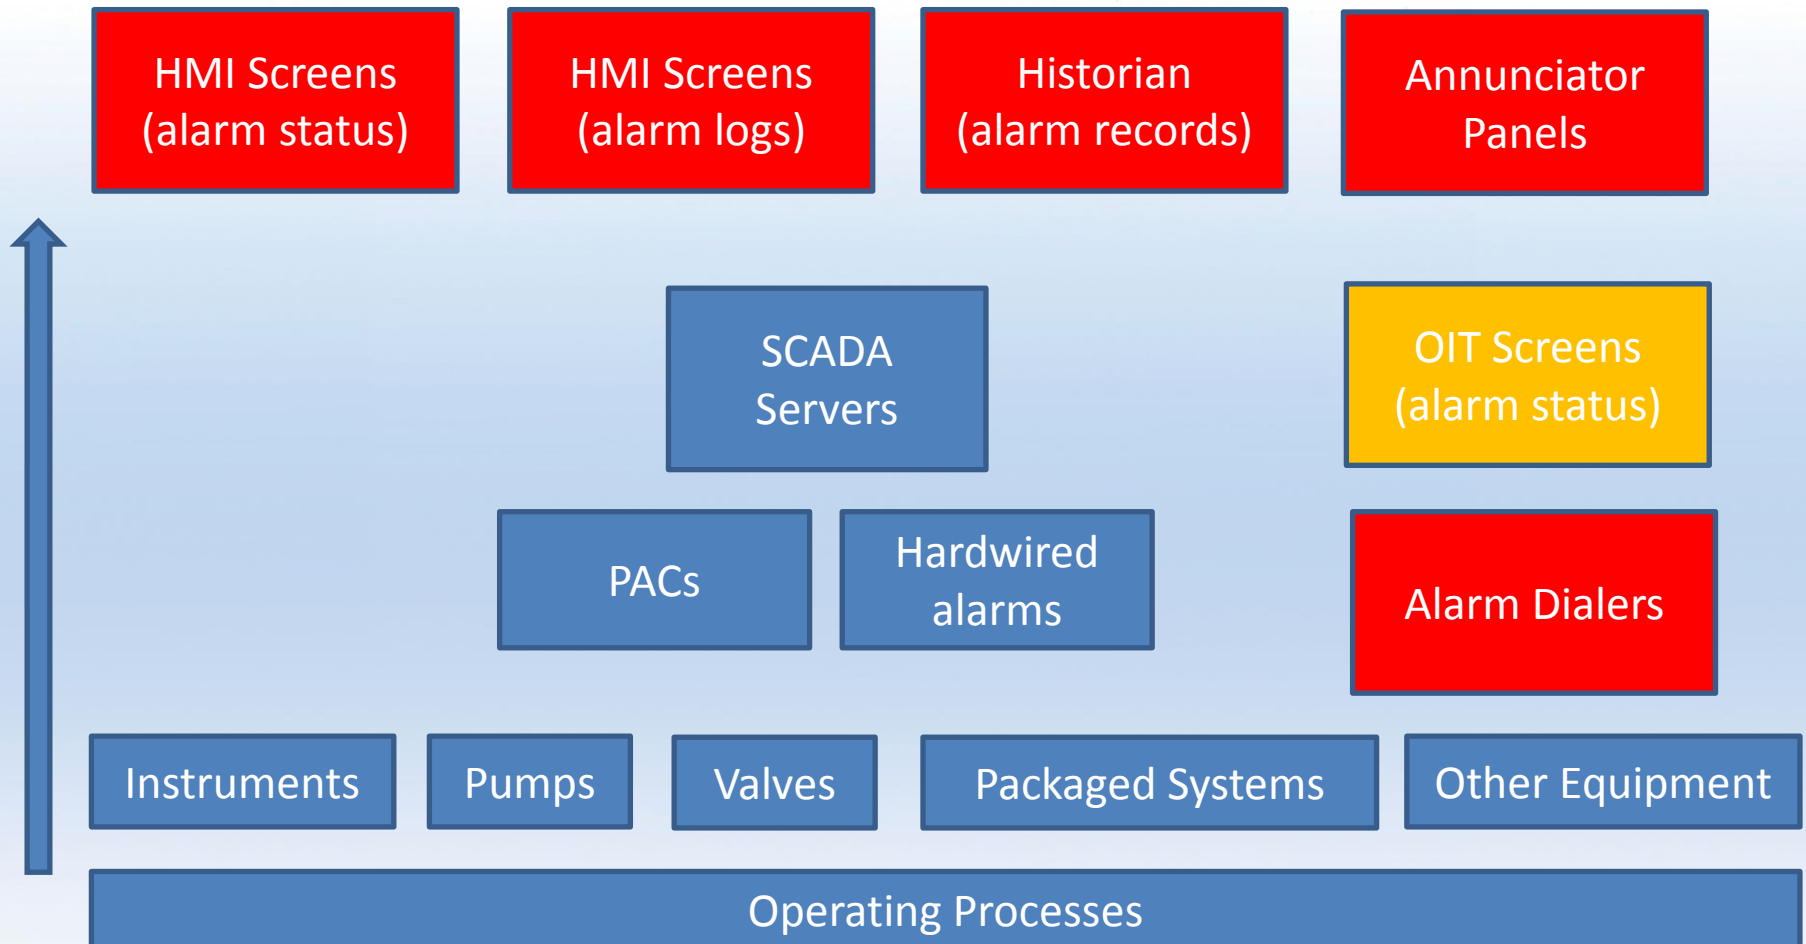 HMI Screens
(alarm status)
HMI Screens
(alarm logs)
Historian
(alarm records)
Annunciator
Panels
SCADA
Servers
OIT Screens
(alarm status)
PACs
Hardwired
alarms
Alarm Dialers
Instruments
Pumps
Valves
Packaged Systems
Other Equipment
Operating Processes